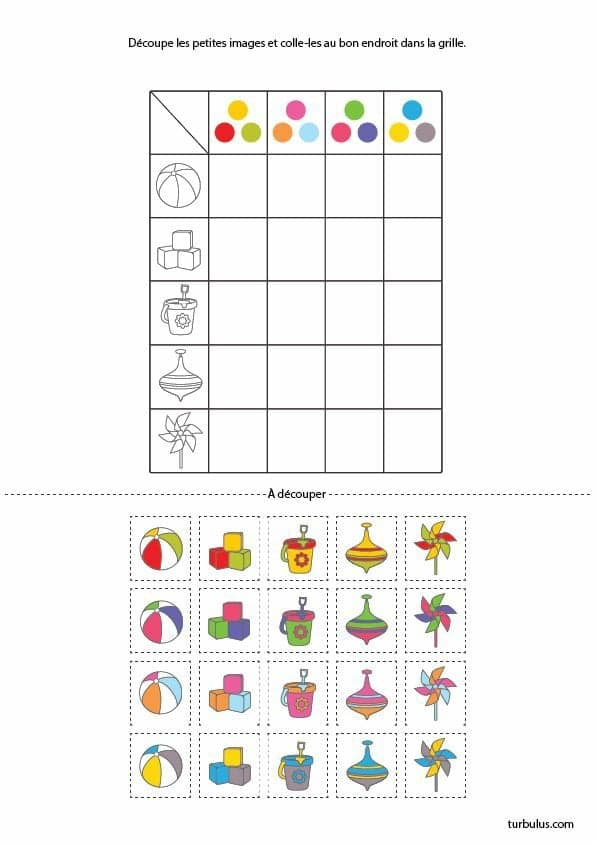 Découpe les petites images et colle-les au bon endroit dans la grille.
À découper
turbulus.com